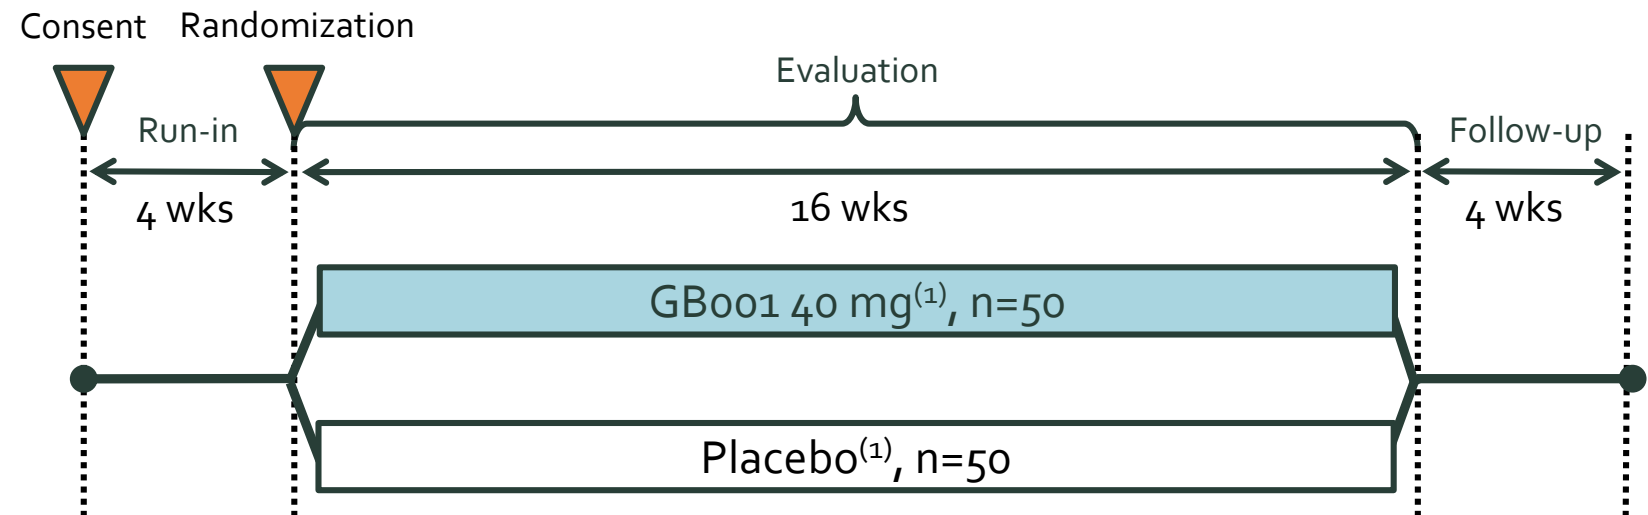 Consent Randomization
Evaluation
Run-in
Follow-up
4 wks
16 wks
4 wks
GB001 40 mg(1), n=50
Placebo(1), n=50